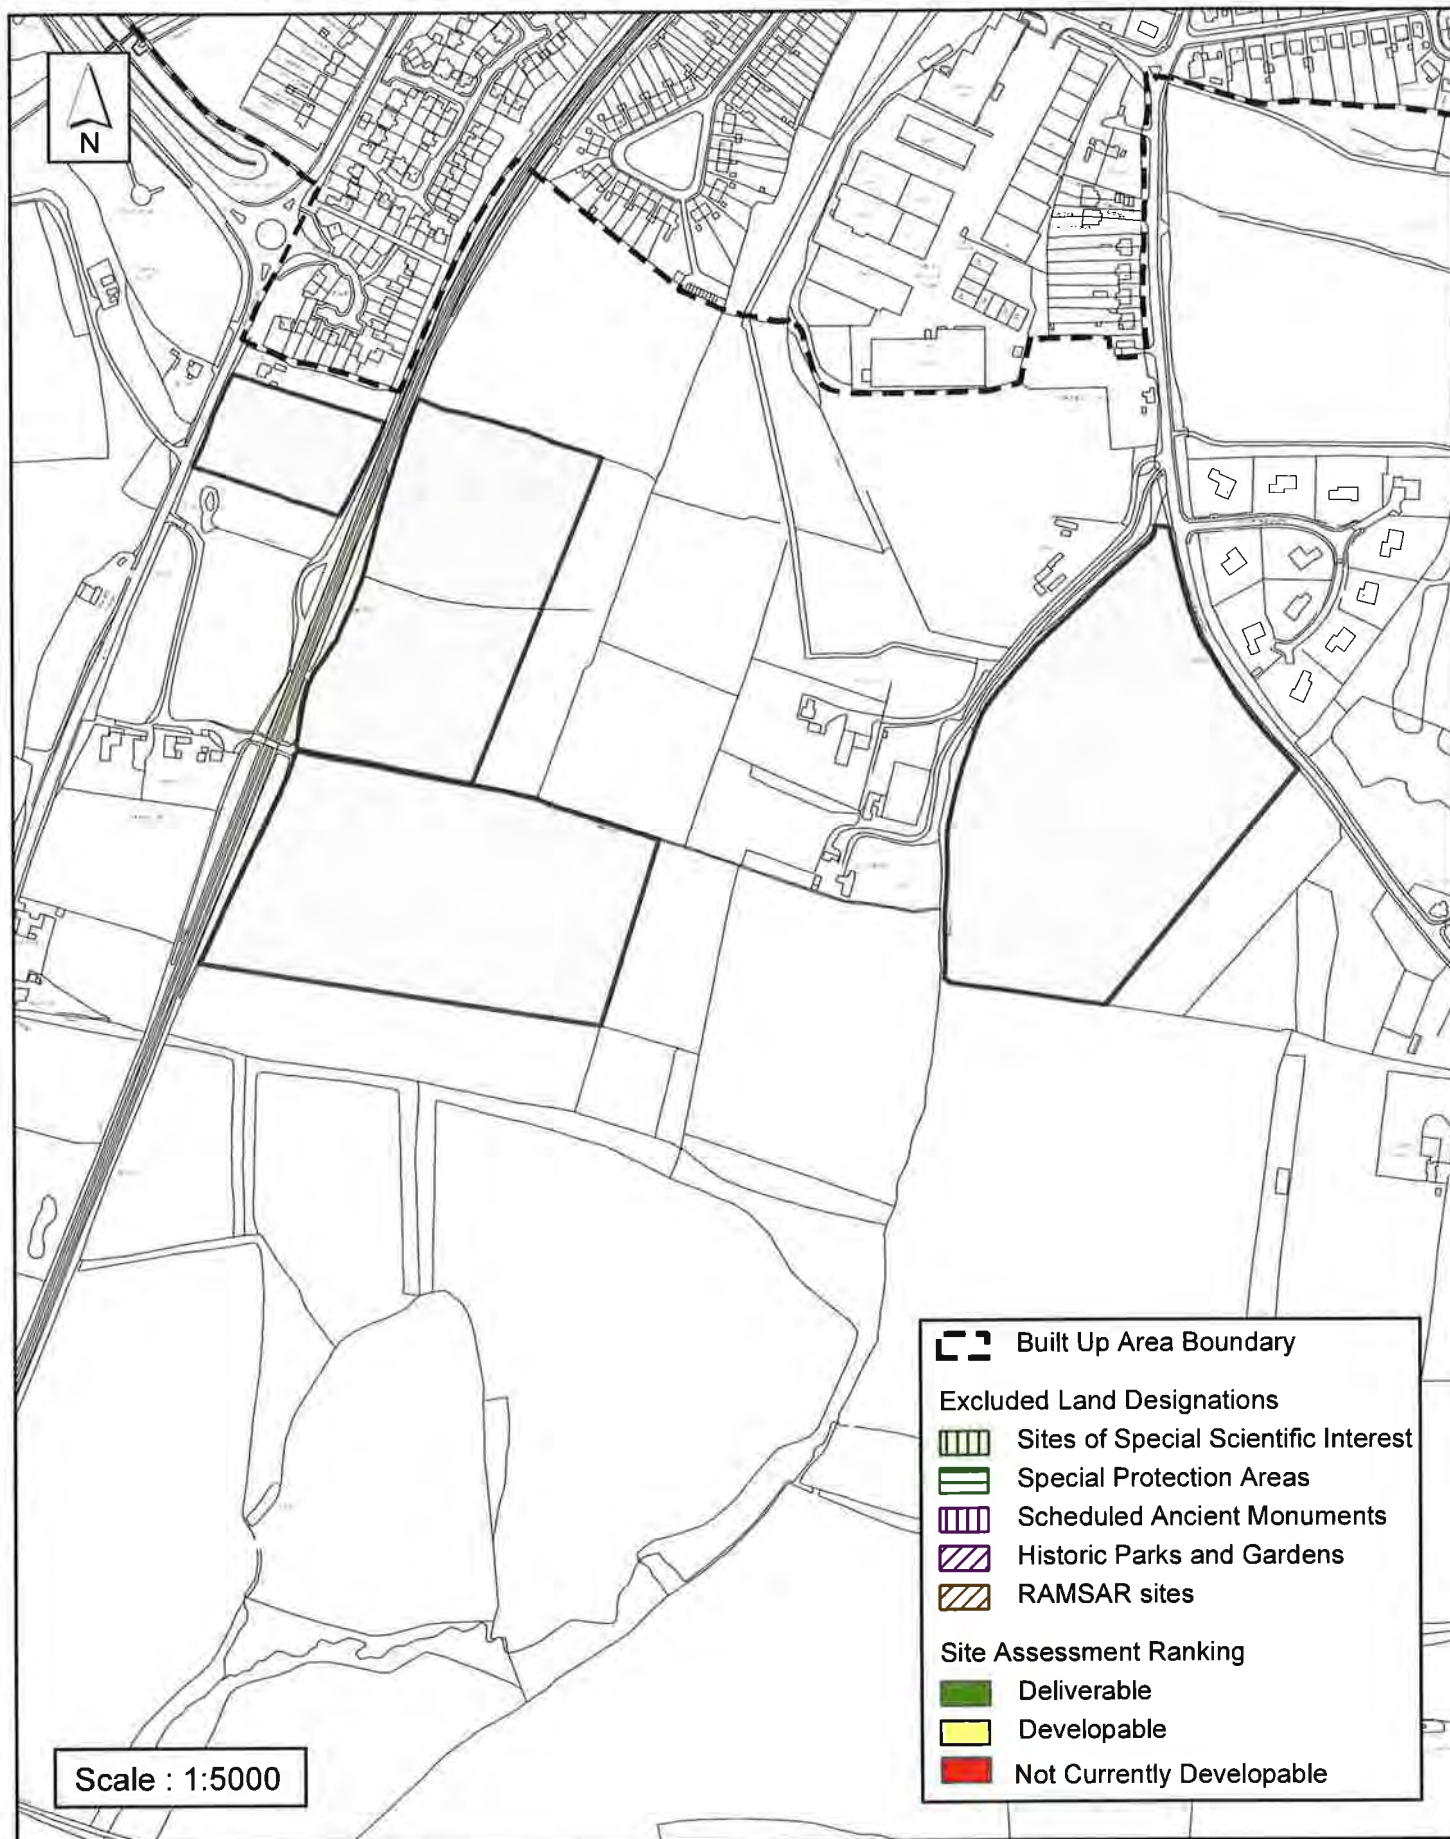 N
Built Up Area Boundary
Excluded Land Designations
Sites of Special Scientific Interest
Special Protection Areas
Scheduled Ancient Monuments
Historic Parks and Gardens
RAMSAR sites
Site Assessment Ranking
Deliverable
Developable
Not Currently Developable
Scale : 1:5000